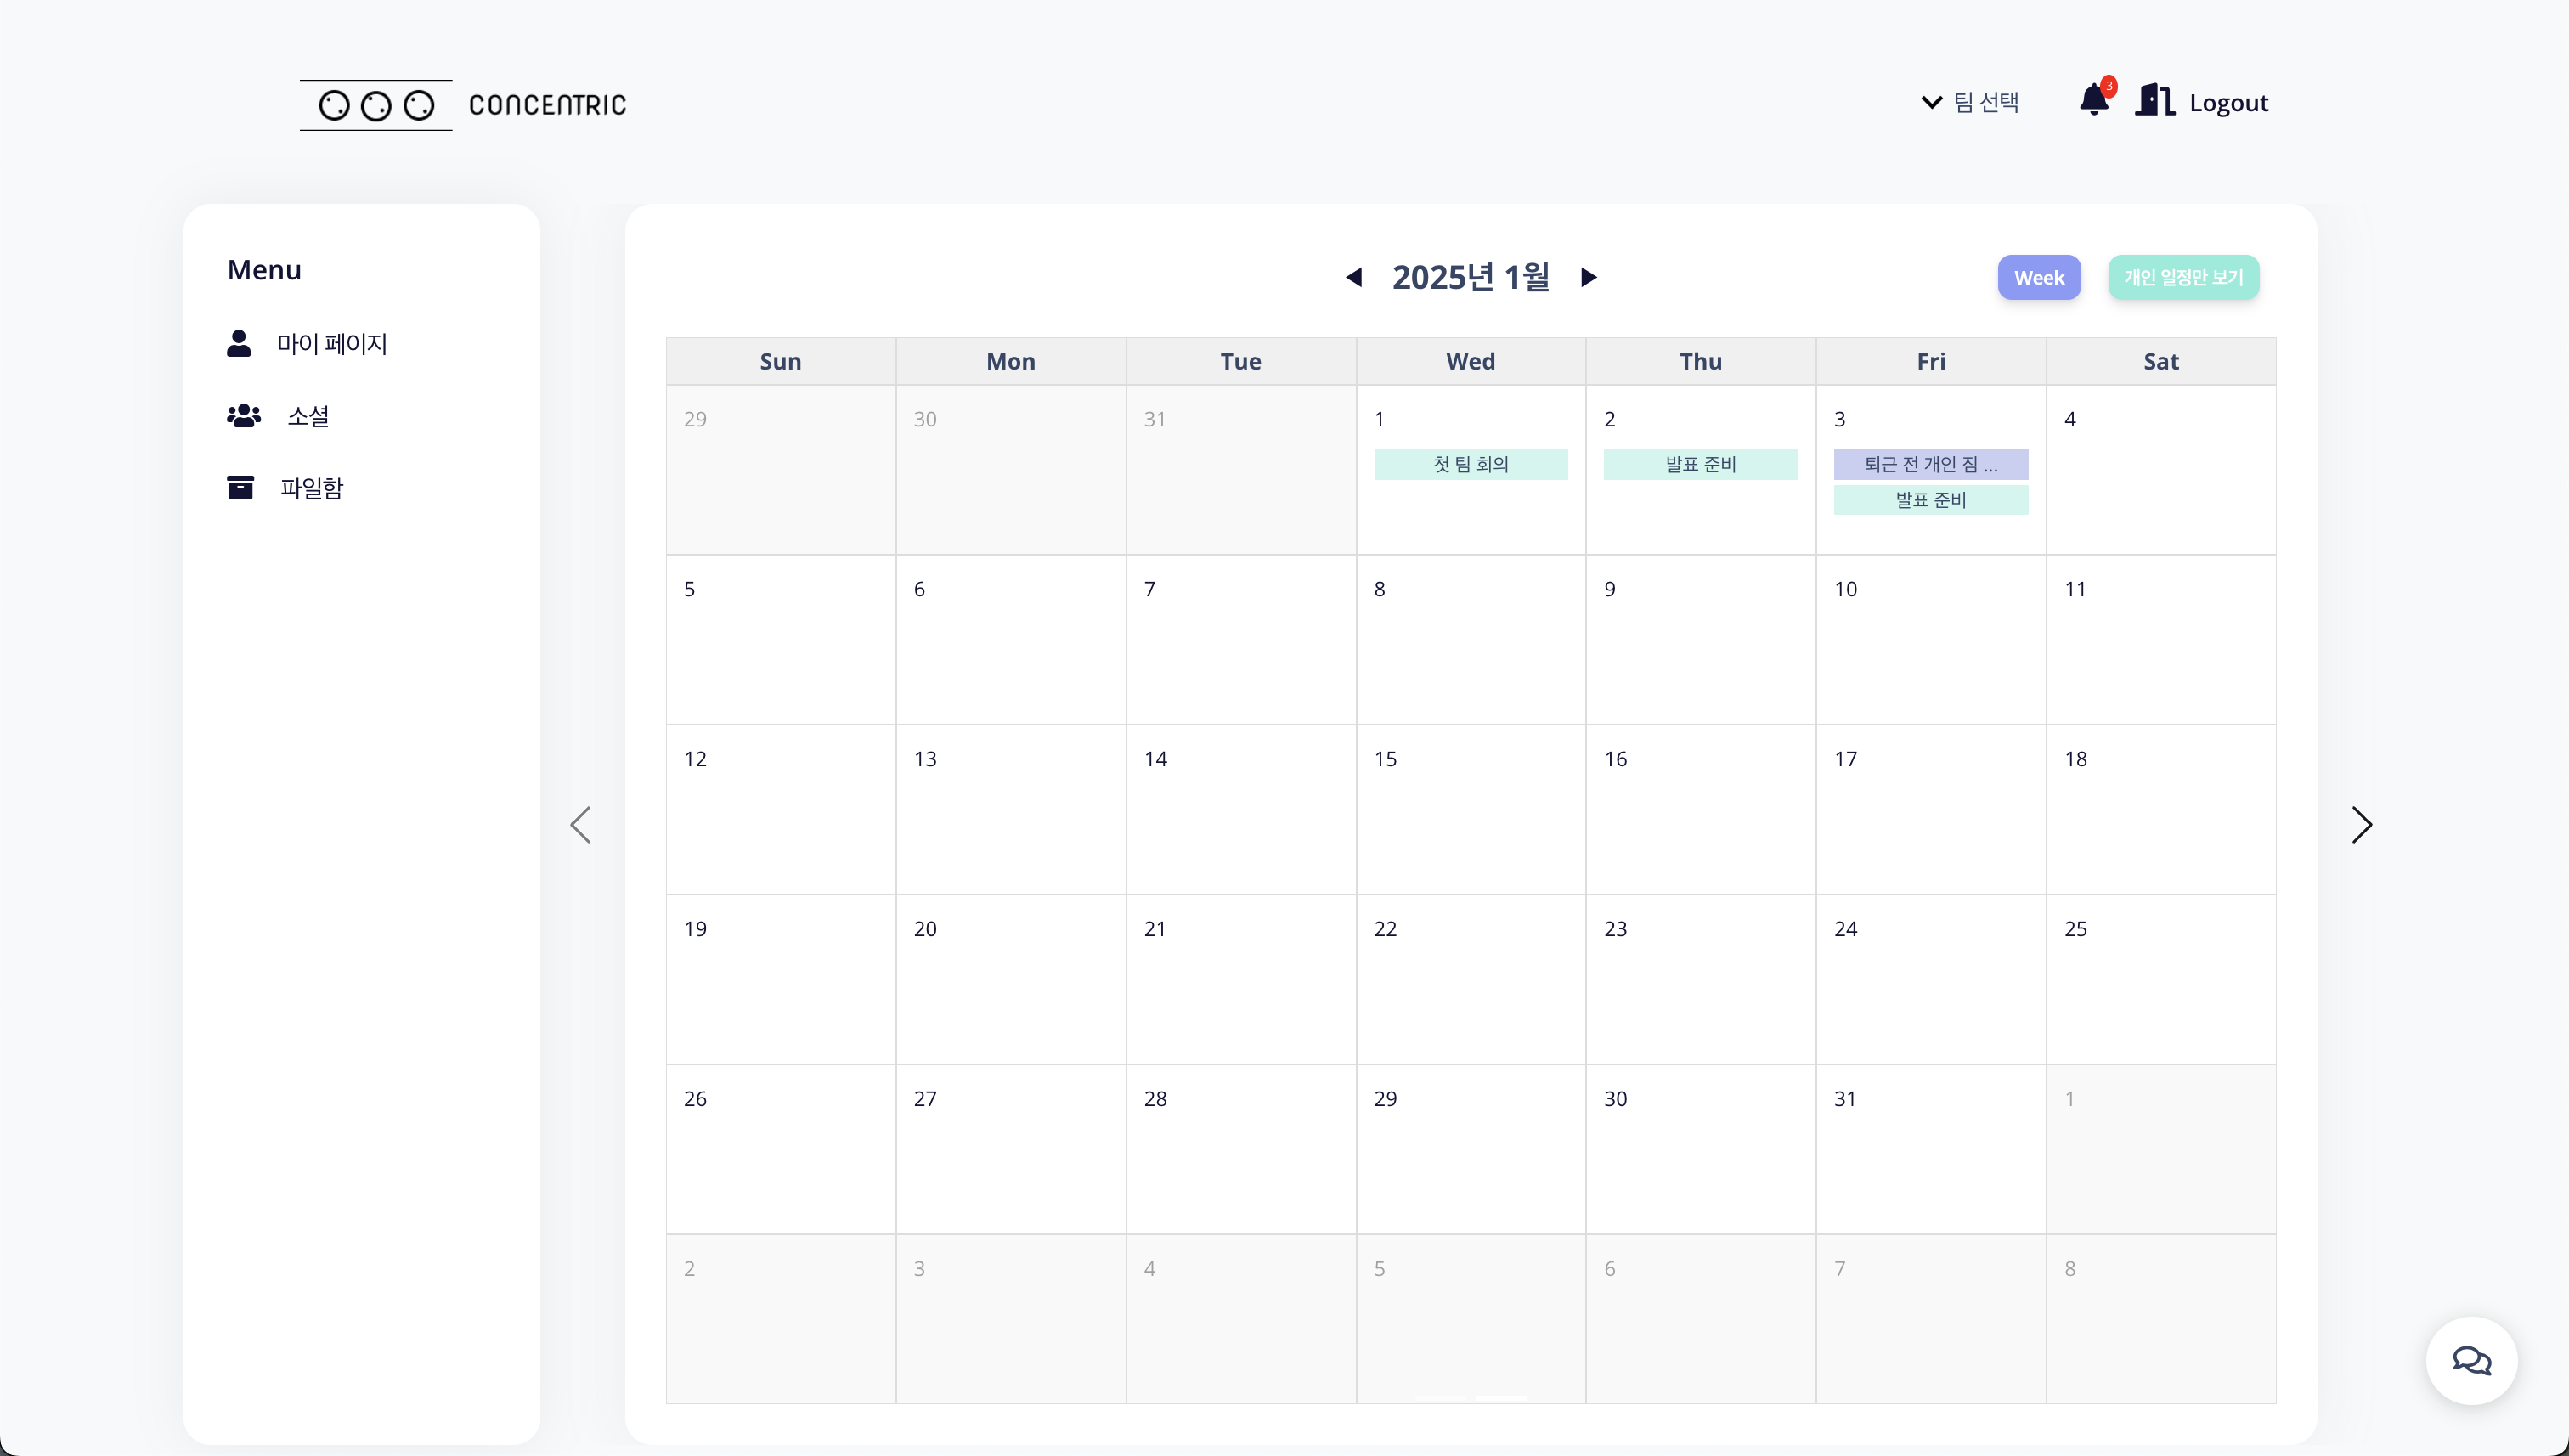 CONCENTRIC
팀 선택
3
Logout
Menu
마이 페이지
소셜
파일함
2025년 1월
Week
개인 일정만 보기
Sun Mon Tue Wed Thu Fri Sat
29 30 31 1 2 3 4
첫 팀 회의 발표 준비 퇴근 전 개인 짐 ...
발표 준비
5 6 7 8 9 10 11
12 13 14 15 16 17 18
19 20 21 22 23 24 25
26 27 28 29 30 31 1
2 3 4 5 6 7 8